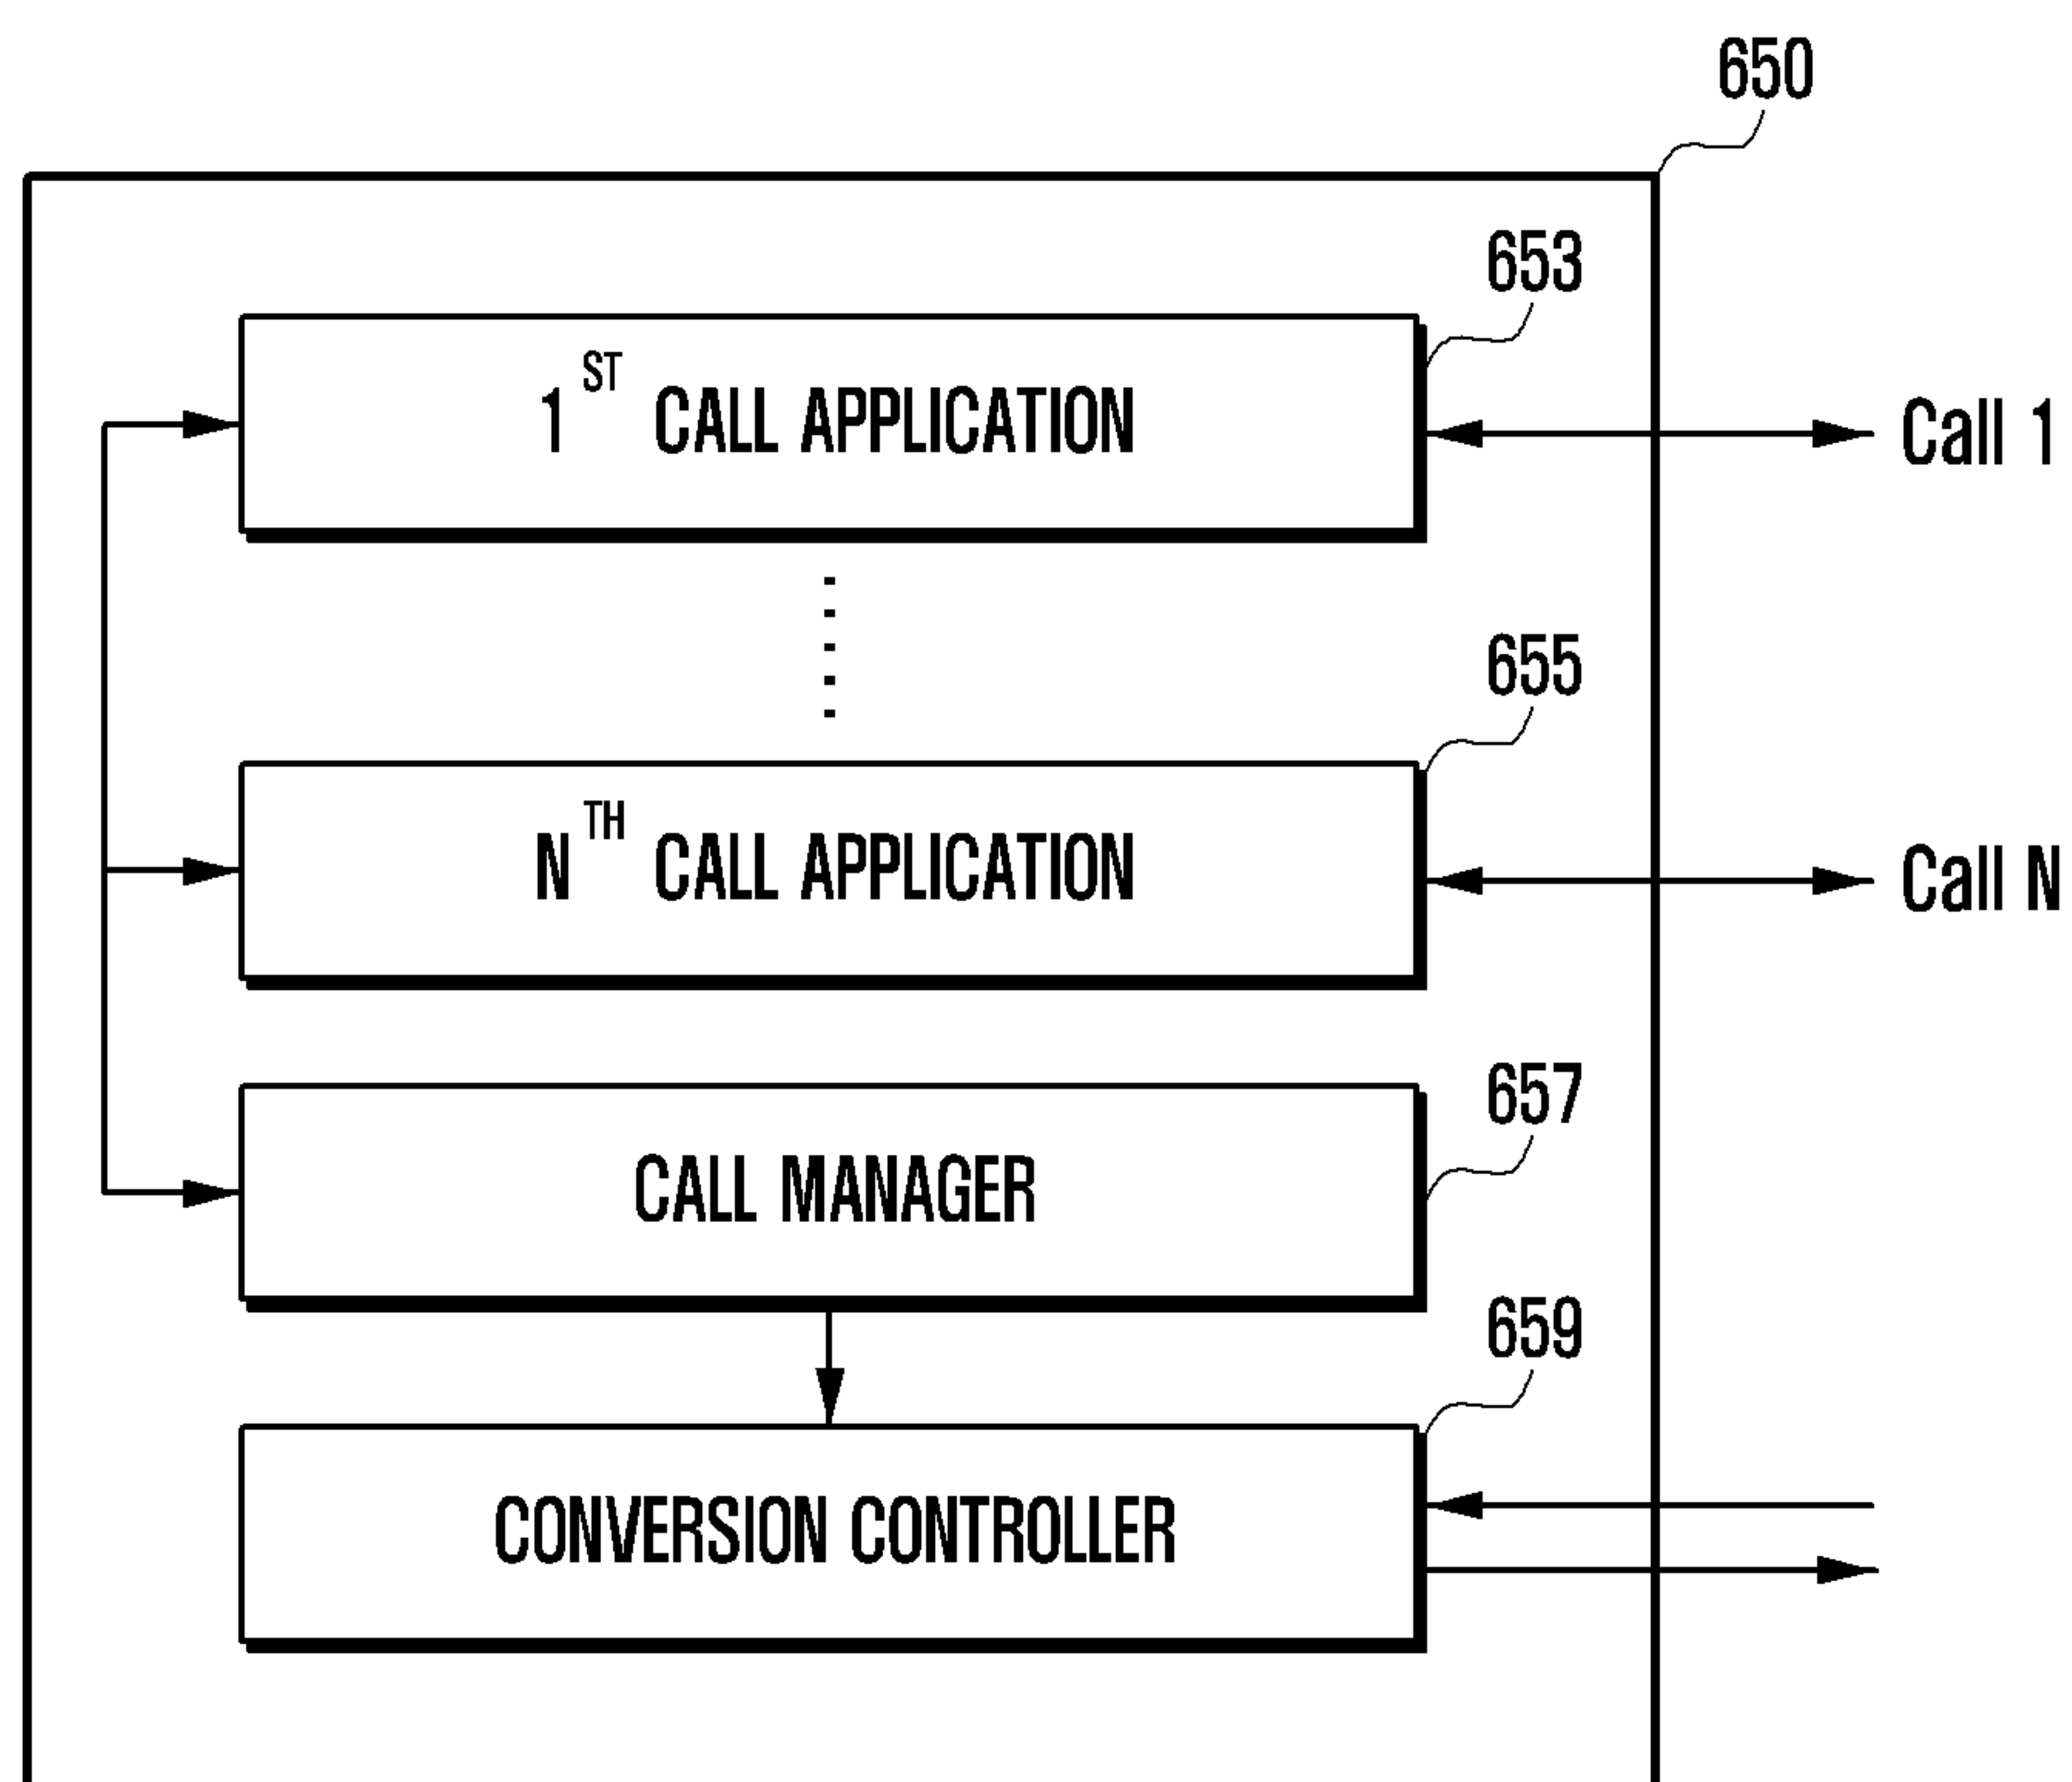 650
653
1ST CALL APPLICATION
Call 1
655
NTH CALL APPLICATION
Call N
657
CALL MANAGER
659
CONVERSION CONTROLLER